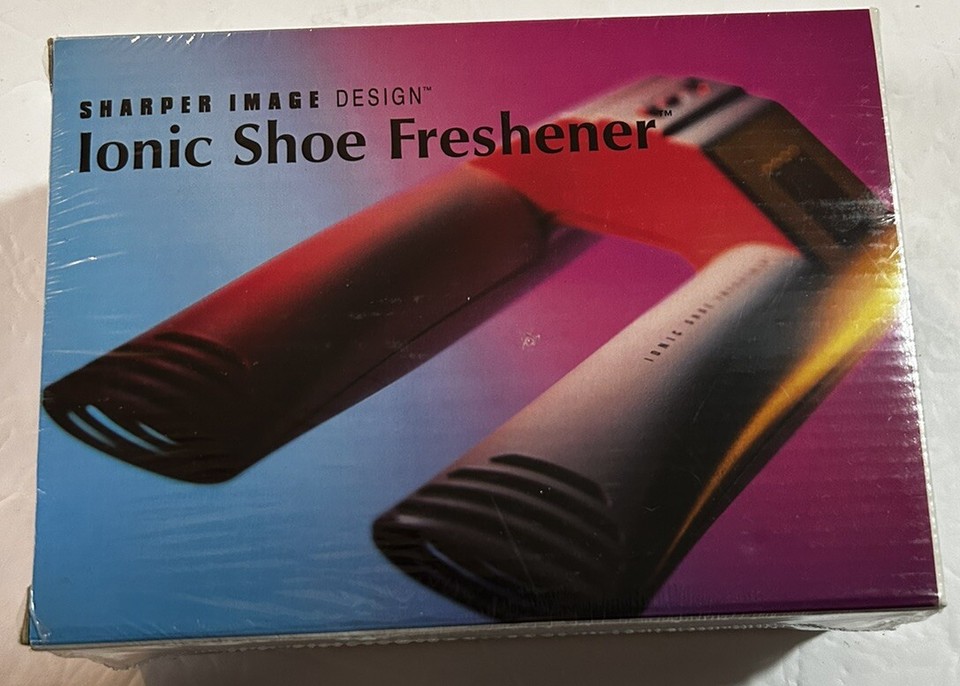 SHARPER IMAGE DESIGN™
Ionic Shoe Freshener™
IONIC SHOE FRESHENER